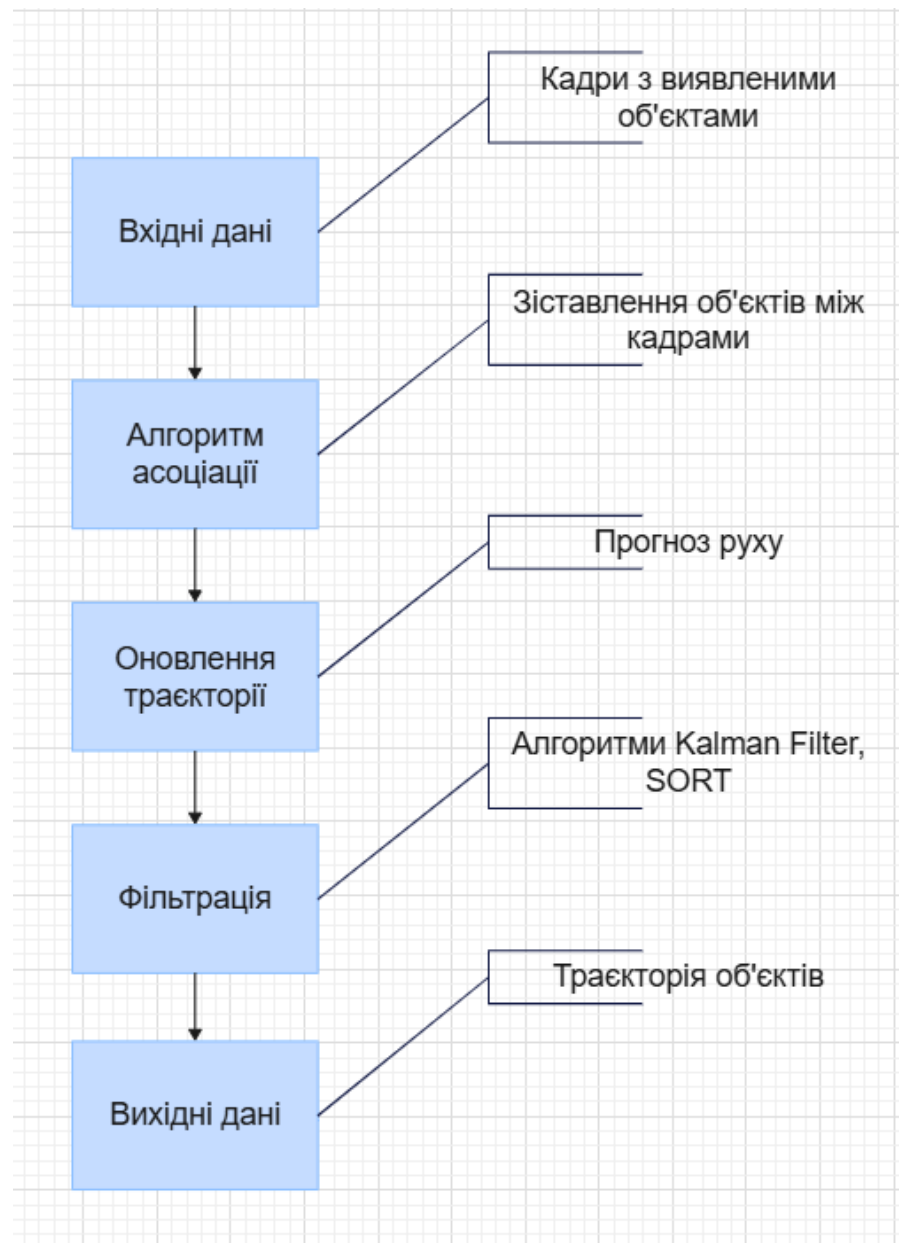 Кадри з виявленими
об'єктами
Вхідні дані
Зіставлення об'єктів між
кадрами
Алгоритм
асоціації
Прогноз руху
Оновлення
траєкторії
Алгоритми Kalman Filter,
SORT
Фільтрація
Траєкторія об'єктів
Вихідні дані